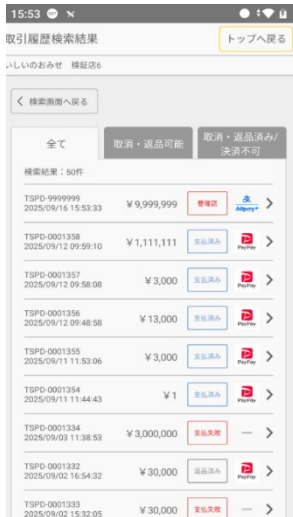 15:53
取引履歴検索結果
トップへ戻る
いしいのおみせ 検証店6
検索画面へ戻る
全て
取消・返品可能
取消・返品済み/
決済不可
検索結果：50件
TSPD-9999999
2025/09/16 15:53:33
￥9,999,999
要確認
Alipay+
TSPD-0001358
2025/09/12 09:59:10
￥1,111,111
支払済み
PayPay
TSPD-0001357
2025/09/12 09:58:08
￥3,000
支払済み
PayPay
TSPD-0001356
2025/09/12 09:48:58
￥13,000
支払済み
PayPay
TSPD-0001355
2025/09/11 11:53:06
￥3,000
支払済み
PayPay
TSPD-0001354
2025/09/11 11:44:43
￥1
支払済み
PayPay
TSPD-0001334
2025/09/03 11:38:53
￥3,000,000
支払失敗
—
TSPD-0001332
2025/09/02 16:54:32
￥30,000
返品済み
PayPay
TSPD-0001333
2025/09/02 15:32:05
￥30,000
支払失敗
—